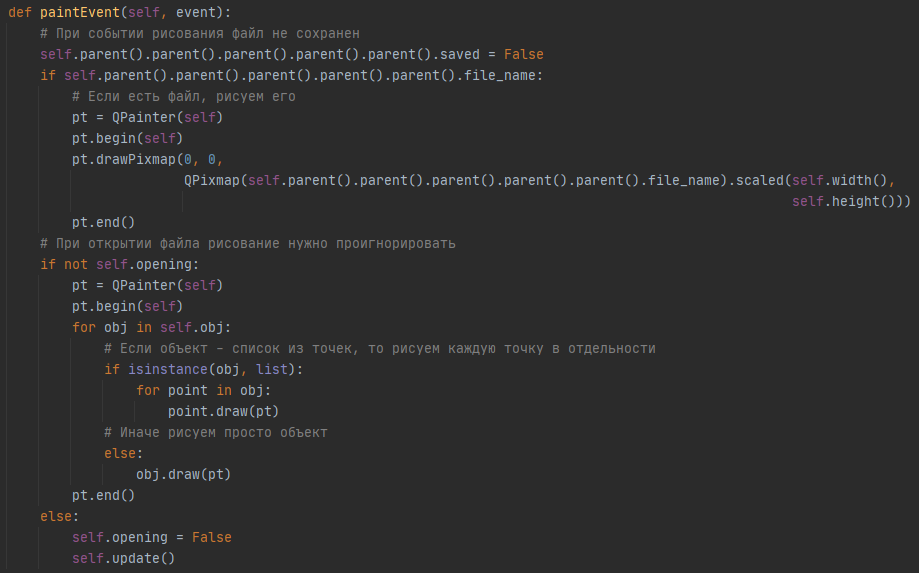 def paintEvent(self, event):
    # При событии рисования файл не сохранен
    self.parent().parent().parent().parent().parent().saved = False
    if self.parent().parent().parent().parent().parent().file_name:
        # Если есть файл, рисуем его
        pt = QPainter(self)
        pt.begin(self)
        pt.drawPixmap(0, 0,
                      QPixmap(self.parent().parent().parent().parent().parent().file_name).scaled(self.width(),
                                                                                                  self.height()))
        pt.end()
    # При открытии файла рисование нужно проигнорировать
    if not self.opening:
        pt = QPainter(self)
        pt.begin(self)
        for obj in self.obj:
            # Если объект - список из точек, то рисуем каждую точку в отдельности
            if isinstance(obj, list):
                for point in obj:
                    point.draw(pt)
            # Иначе рисуем просто объект
            else:
                obj.draw(pt)
        pt.end()
    else:
        self.opening = False
        self.update()